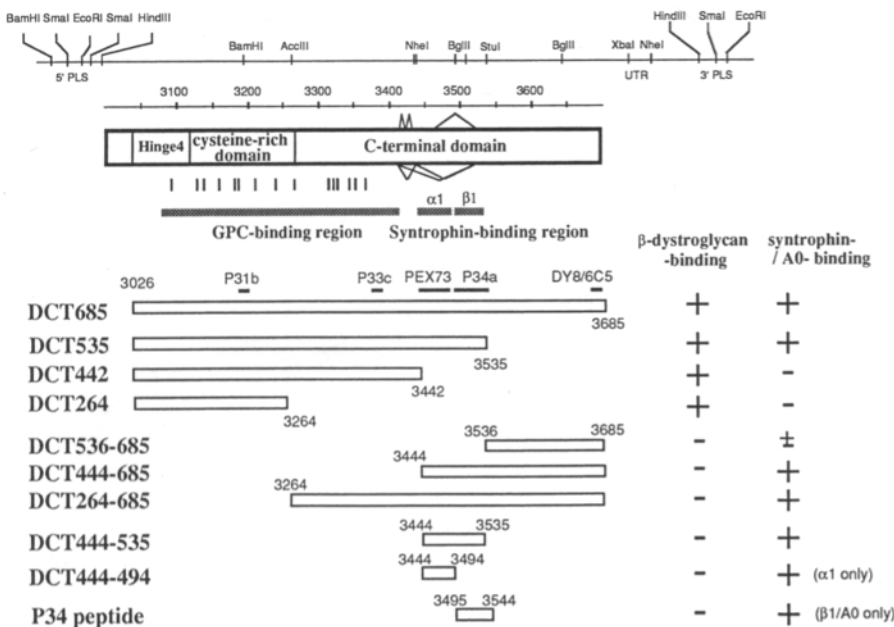 BamHI SmaI EcoRI SmaI HindIII
HindIII SmaI EcoRI
BamHI AccIII NheI BglII StuI BglII XbaI NheI
5' PLS UTR 3' PLS
3100 3200 3300 3400 3500 3600
Hinge4 cysteine-rich domain C-terminal domain
α1 β1
GPC-binding region Syntrophin-binding region
β-dystroglycan -binding
syntrophin- / A0- binding
3026 P31b P33c PEX73 P34a DY8/6C5
DCT685 + +
3685
DCT535 + +
3535
DCT442 + -
3442
DCT264 + -
3264
3536 3685
DCT536-685 - ±
3444
DCT444-685 - +
3264
DCT264-685 - +
3444 3535
DCT444-535 - +
3444 3494
DCT444-494 - + (α1 only)
3495 3544
P34 peptide - + (β1/A0 only)